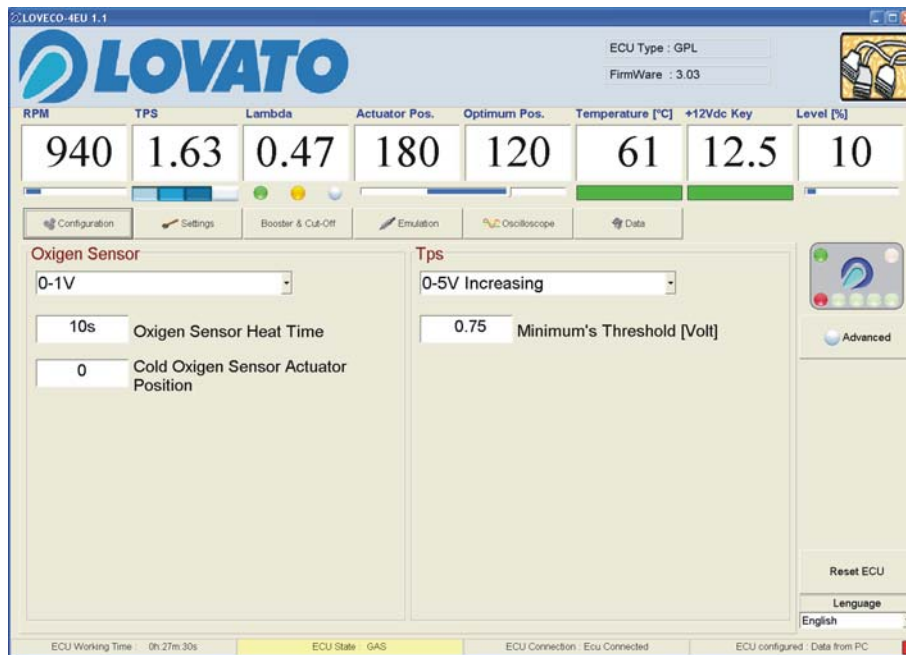 LOVECO-4EU 1.1
LOVATO
ECU Type : GPL
FirmWare : 3.03
RPM TPS Lambda Actuator Pos. Optimum Pos. Temperature [°C] +12Vdc Key Level [%]
940 1.63 0.47 180 120 61 12.5 10
Configuration Settings Booster & Cut-Off Emulation Oscilloscope Data
Oxigen Sensor Tps
0-1V 0-5V Increasing
10s Oxigen Sensor Heat Time 0.75 Minimum's Threshold [Volt]
Advanced
0 Cold Oxigen Sensor Actuator
Position
Reset ECU
Lenguage
English
ECU Working Time : 0h:27m:30s ECU State : GAS ECU Connection : Ecu Connected ECU configured : Data from PC